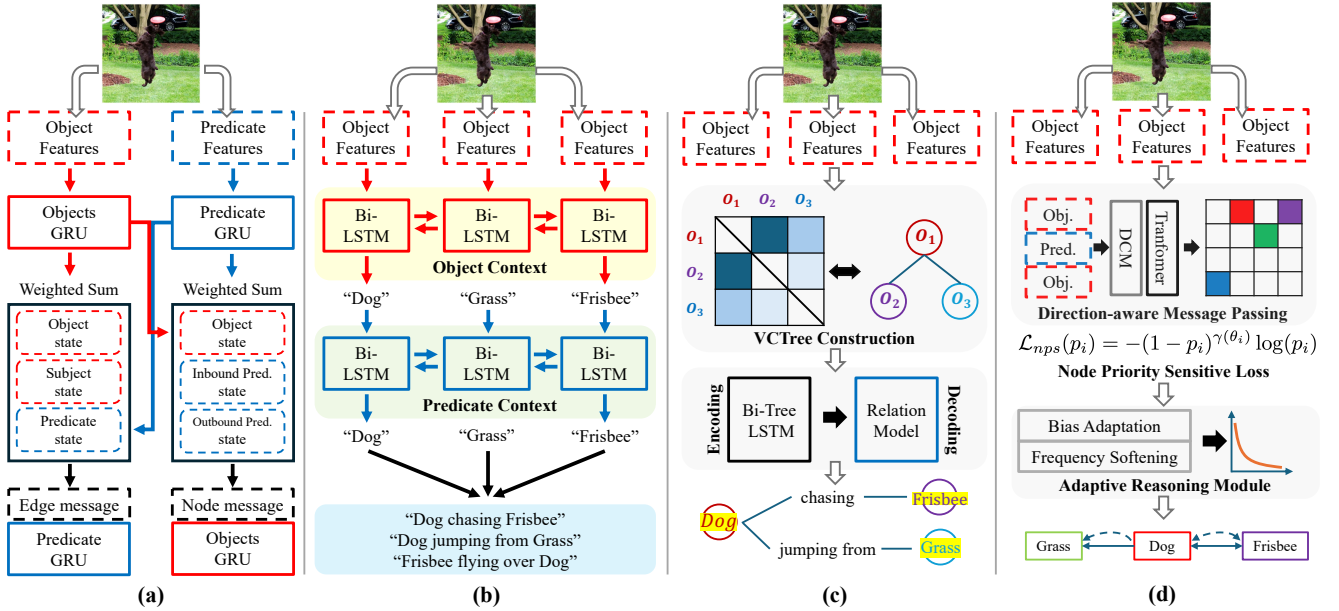 Object
Features
Predicate
Features
Objects
GRU
Predicate
GRU
Weighted Sum
Weighted Sum
Object
state
Subject
state
Predicate
state
Object
state
Inbound Pred.
state
Outbound Pred.
state
Edge message
Predicate
GRU
Node message
Objects
GRU
(a)
Object
Features
Object
Features
Object
Features
Bi-
LSTM
Bi-
LSTM
Bi-
LSTM
Object Context
“Dog”
“Grass”
“Frisbee”
Bi-
LSTM
Bi-
LSTM
Bi-
LSTM
Predicate Context
“Dog”
“Grass”
“Frisbee”
“Dog chasing Frisbee”
“Dog jumping from Grass”
“Frisbee flying over Dog”
(b)
Object
Features
Object
Features
Object
Features
O1 O2 O3
O1
O2
O3
O1
O2
O3
VCTree Construction
Encoding
Bi-Tree
LSTM
Relation
Model
Decoding
Dog
chasing
Frisbee
jumping from
Grass
(c)
Object
Features
Object
Features
Object
Features
Obj.
Pred.
Obj.
DCM
Tranfomer
Direction-aware Message Passing
ℒnps(pi) = −(1 − pi)^γ(θi) log(pi)
Node Priority Sensitive Loss
Bias Adaptation
Frequency Softening
Adaptive Reasoning Module
Grass
Dog
Frisbee
(d)